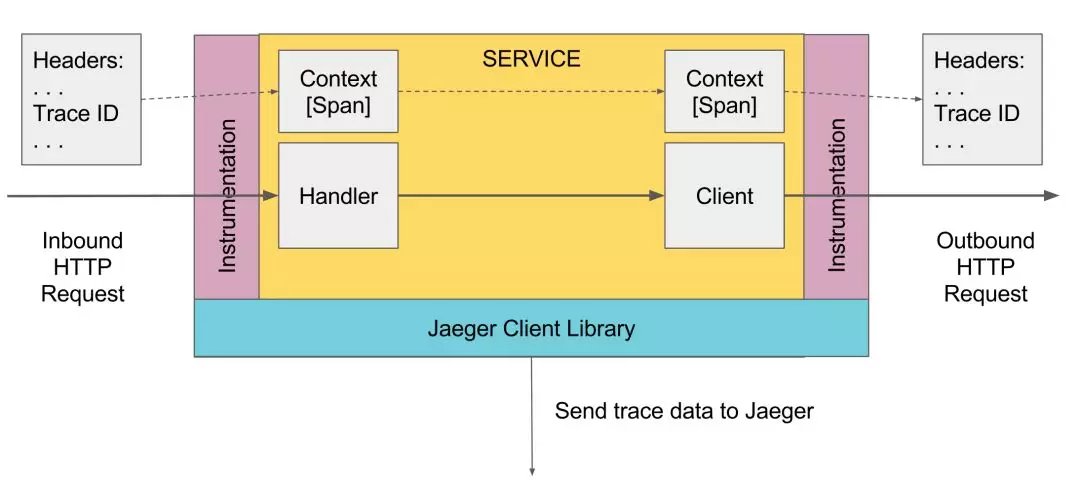 Headers:
. . .
Trace ID
. . .
Inbound
HTTP
Request
Instrumentation
SERVICE
Context
[Span]
Handler
Context
[Span]
Client
Instrumentation
Headers:
. . .
Trace ID
. . .
Outbound
HTTP
Request
Jaeger Client Library
Send trace data to Jaeger